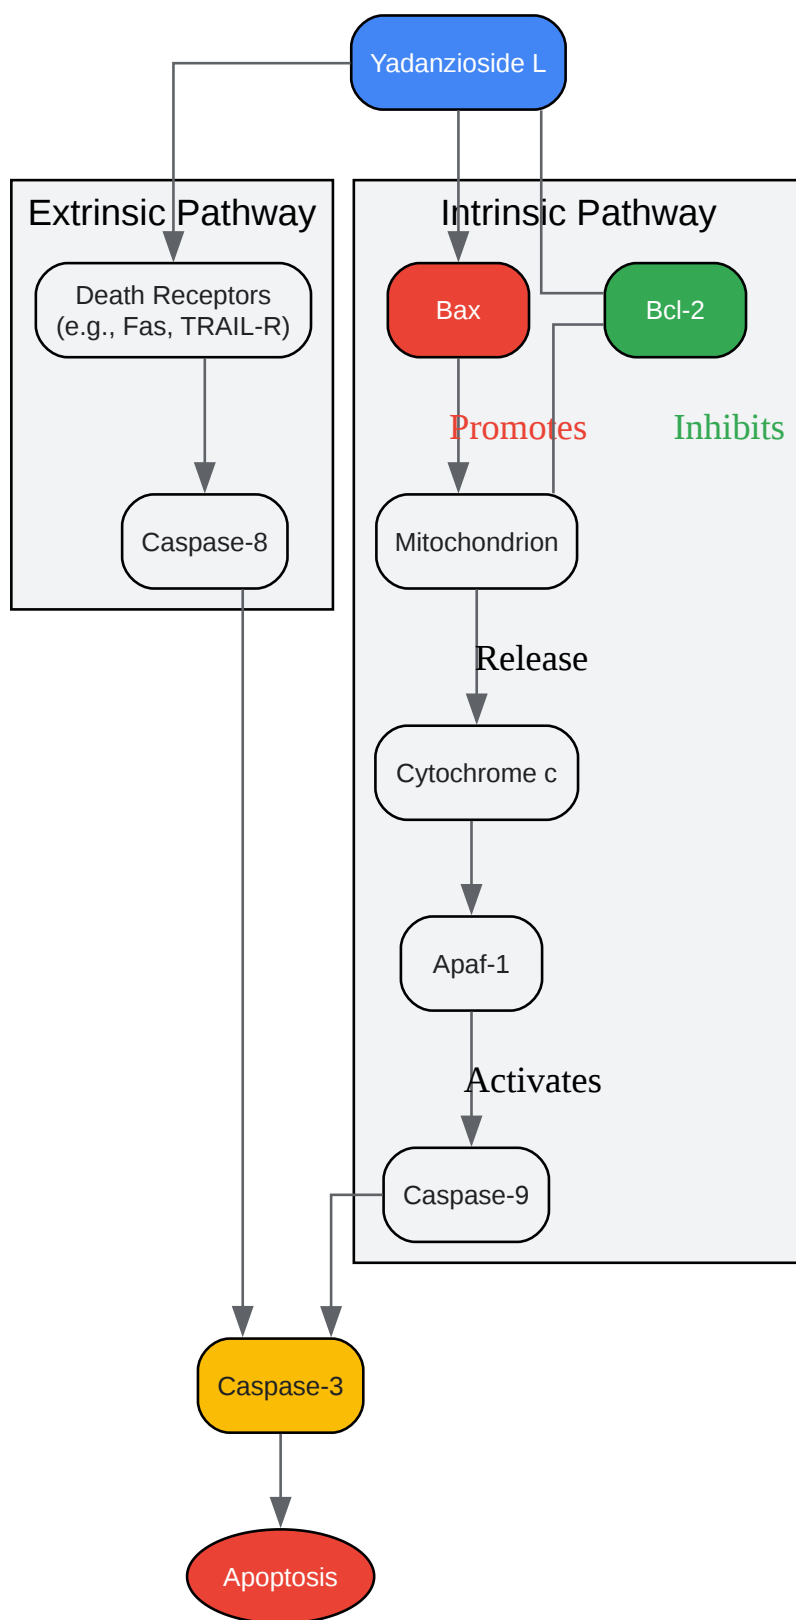 Yadanzioside L
Extrinsic Pathway
Intrinsic Pathway
Death Receptors
(e.g., Fas, TRAIL-R)
Bax
Bcl-2
Promotes
Inhibits
Caspase-8
Mitochondrion
Release
Cytochrome c
Apaf-1
Activates
Caspase-9
Caspase-3
Apoptosis